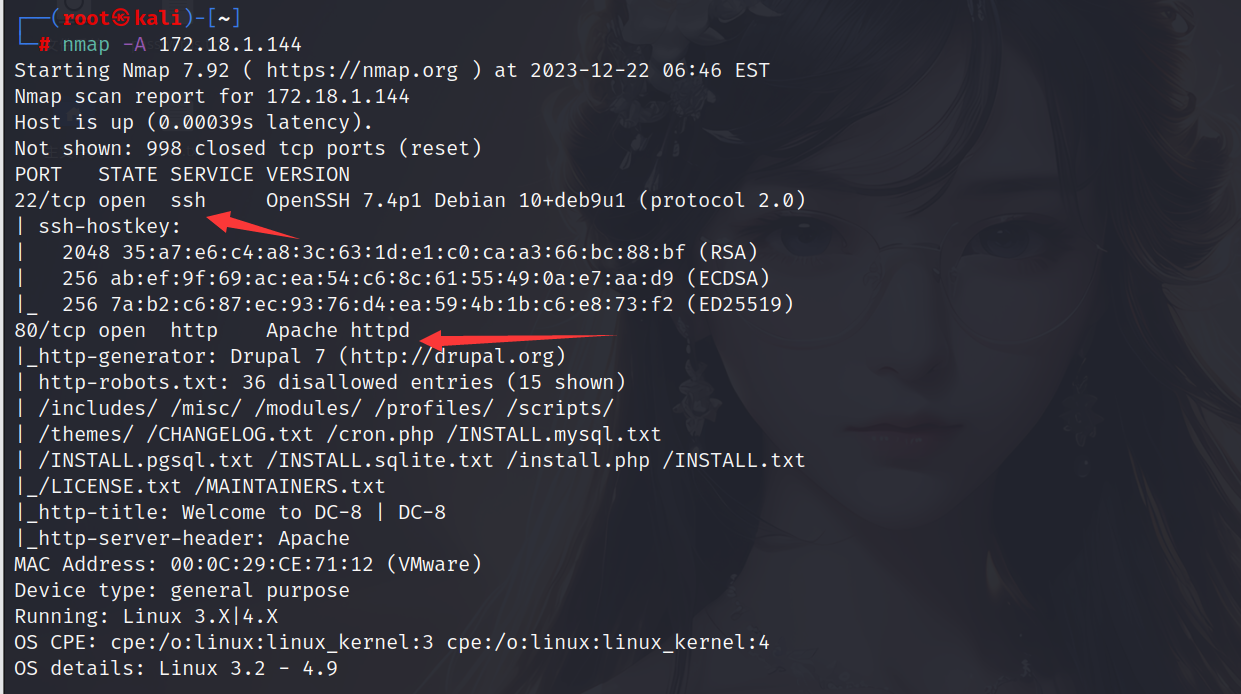 ┌──(root㉿kali)-[~]
└─# nmap -A 172.18.1.144
Starting Nmap 7.92 ( https://nmap.org ) at 2023-12-22 06:46 EST
Nmap scan report for 172.18.1.144
Host is up (0.00039s latency).
Not shown: 998 closed tcp ports (reset)
PORT   STATE SERVICE VERSION
22/tcp open  ssh     OpenSSH 7.4p1 Debian 10+deb9u1 (protocol 2.0)
| ssh-hostkey:
|   2048 35:a7:e6:c4:a8:3c:63:1d:e1:c0:ca:a3:66:bc:88:bf (RSA)
|   256 ab:ef:9f:69:ac:ea:54:c6:8c:61:55:49:0a:e7:aa:d9 (ECDSA)
|_  256 7a:b2:c6:87:ec:93:76:d4:ea:59:4b:1b:c6:e8:73:f2 (ED25519)
80/tcp open  http    Apache httpd
|_http-generator: Drupal 7 (http://drupal.org)
| http-robots.txt: 36 disallowed entries (15 shown)
| /includes/ /misc/ /modules/ /profiles/ /scripts/
| /themes/ /CHANGELOG.txt /cron.php /INSTALL.mysql.txt
| /INSTALL.pgsql.txt /INSTALL.sqlite.txt /install.php /INSTALL.txt
|_/LICENSE.txt /MAINTAINERS.txt
|_http-title: Welcome to DC-8 | DC-8
|_http-server-header: Apache
MAC Address: 00:0C:29:CE:71:12 (VMware)
Device type: general purpose
Running: Linux 3.X|4.X
OS CPE: cpe:/o:linux:linux_kernel:3 cpe:/o:linux:linux_kernel:4
OS details: Linux 3.2 - 4.9